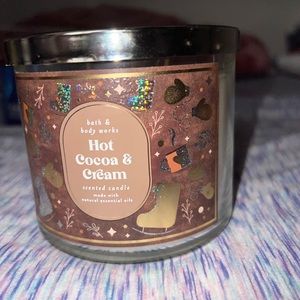 bath &
body works
Hot
Cocoa &
Cream
scented candle
made with
natural essential oils